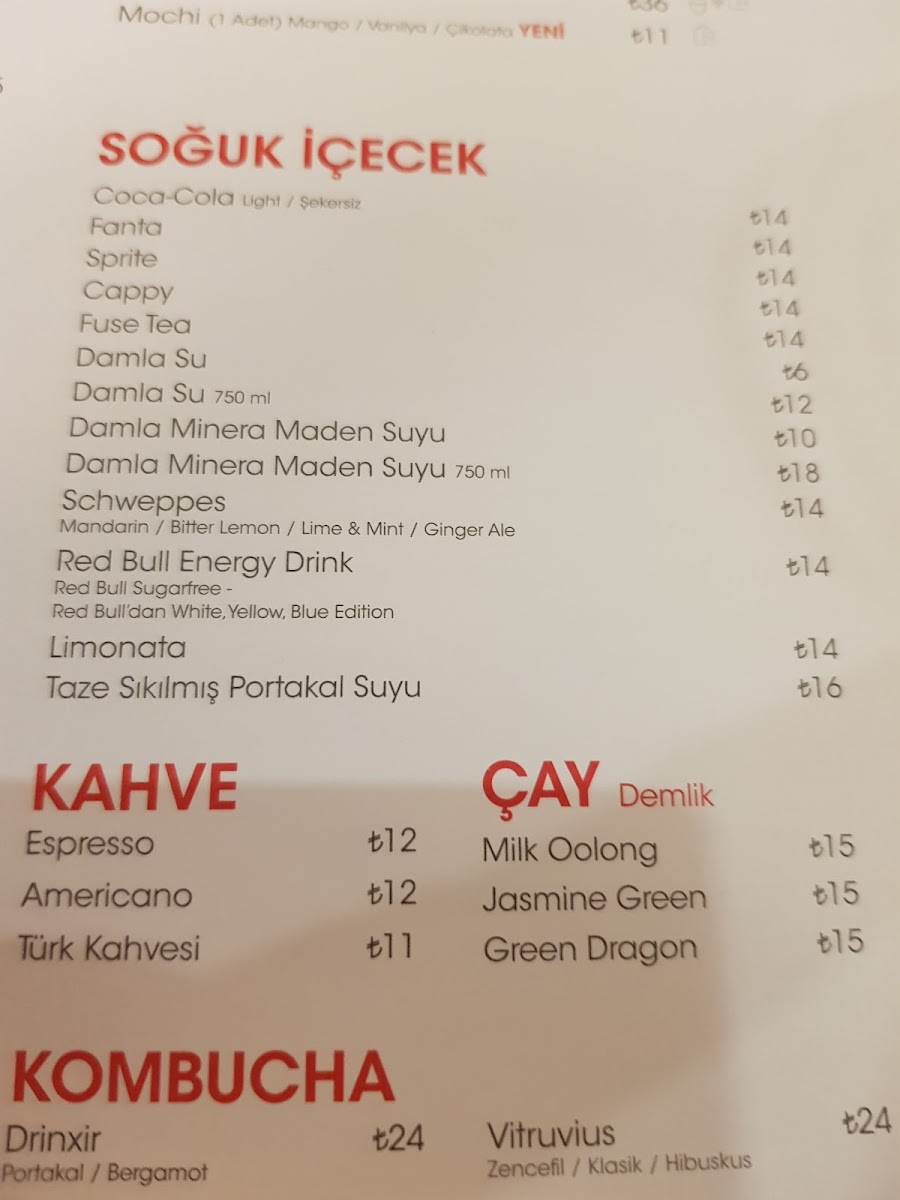 ₺36
Mochi (1 Adet) Mango / Vanilya / Çikolata YENİ ₺11
SOĞUK İÇECEK
Coca-Cola Light / Şekersiz ₺14
Fanta ₺14
Sprite ₺14
Cappy ₺14
Fuse Tea ₺14
Damla Su ₺6
Damla Su 750 ml ₺12
Damla Minera Maden Suyu ₺10
Damla Minera Maden Suyu 750 ml ₺18
Schweppes ₺14
Mandarin / Bitter Lemon / Lime & Mint / Ginger Ale
Red Bull Energy Drink ₺14
Red Bull Sugarfree -
Red Bull'dan White, Yellow, Blue Edition
Limonata ₺14
Taze Sıkılmış Portakal Suyu ₺16
KAHVE
Espresso ₺12
Americano ₺12
Türk Kahvesi ₺11
ÇAY Demlik
Milk Oolong ₺15
Jasmine Green ₺15
Green Dragon ₺15
KOMBUCHA
Drinxir ₺24
Portakal / Bergamot
Vitruvius ₺24
Zencefil / Klasik / Hibuskus